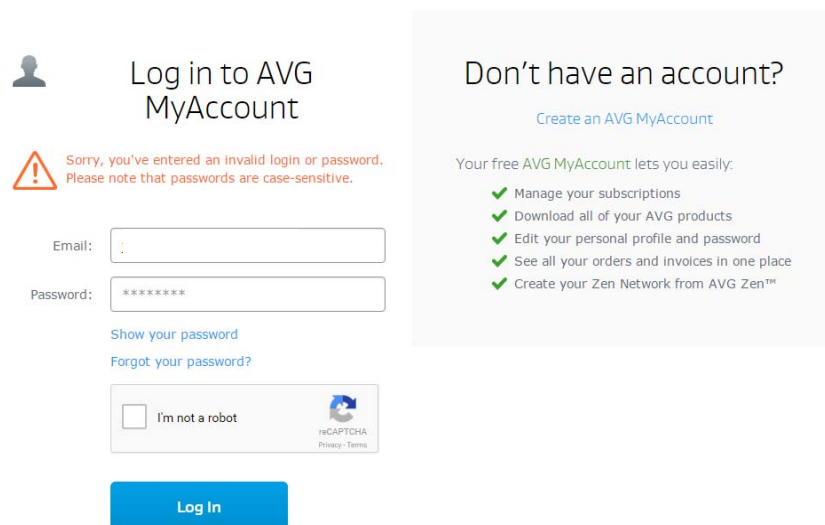 Log in to AVG
MyAccount
Sorry, you've entered an invalid login or password.
Please note that passwords are case-sensitive.
Email:
Password:
********
Show your password
Forgot your password?
I'm not a robot
reCAPTCHA
Privacy - Terms
Log In
Don't have an account?
Create an AVG MyAccount
Your free AVG MyAccount lets you easily:
Manage your subscriptions
Download all of your AVG products
Edit your personal profile and password
See all your orders and invoices in one place
Create your Zen Network from AVG Zen™